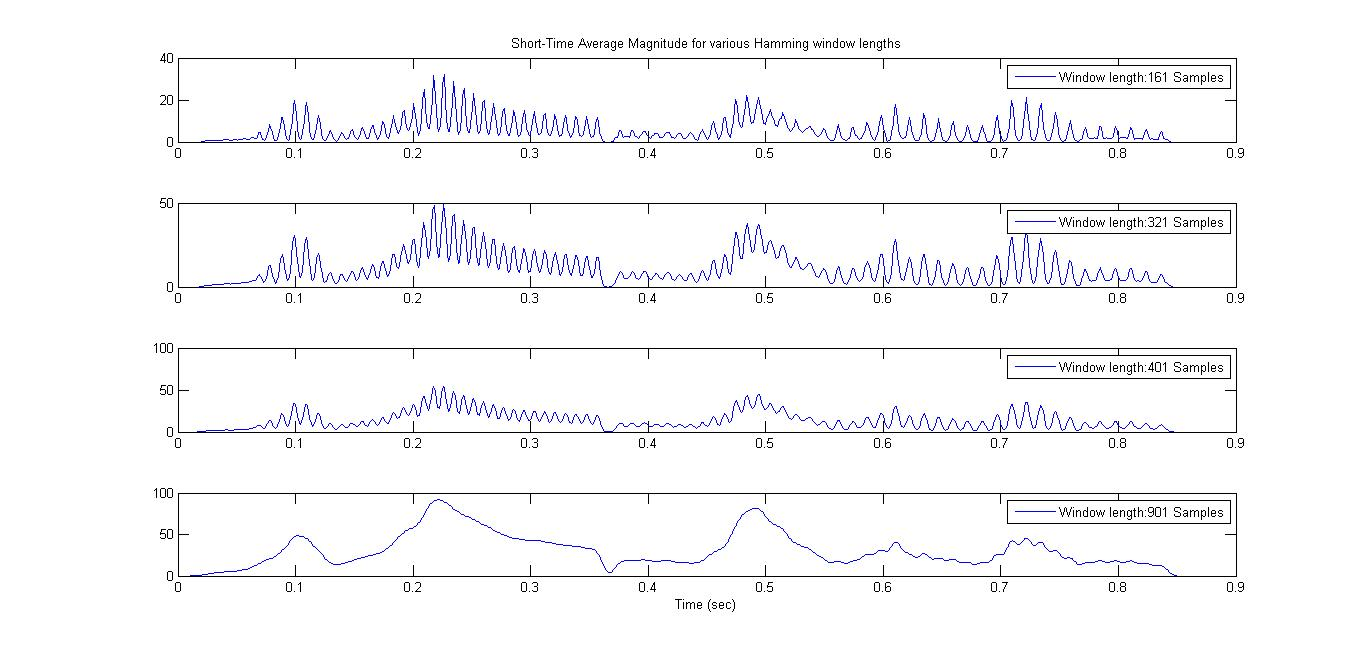 Short-Time Average Magnitude for various Hamming window lengths
40
20
0
Window length:161 Samples
0 0.1 0.2 0.3 0.4 0.5 0.6 0.7 0.8 0.9
50
0
Window length:321 Samples
0 0.1 0.2 0.3 0.4 0.5 0.6 0.7 0.8 0.9
100
50
0
Window length:401 Samples
0 0.1 0.2 0.3 0.4 0.5 0.6 0.7 0.8 0.9
100
50
0
Window length:901 Samples
0 0.1 0.2 0.3 0.4 0.5 0.6 0.7 0.8 0.9
Time (sec)